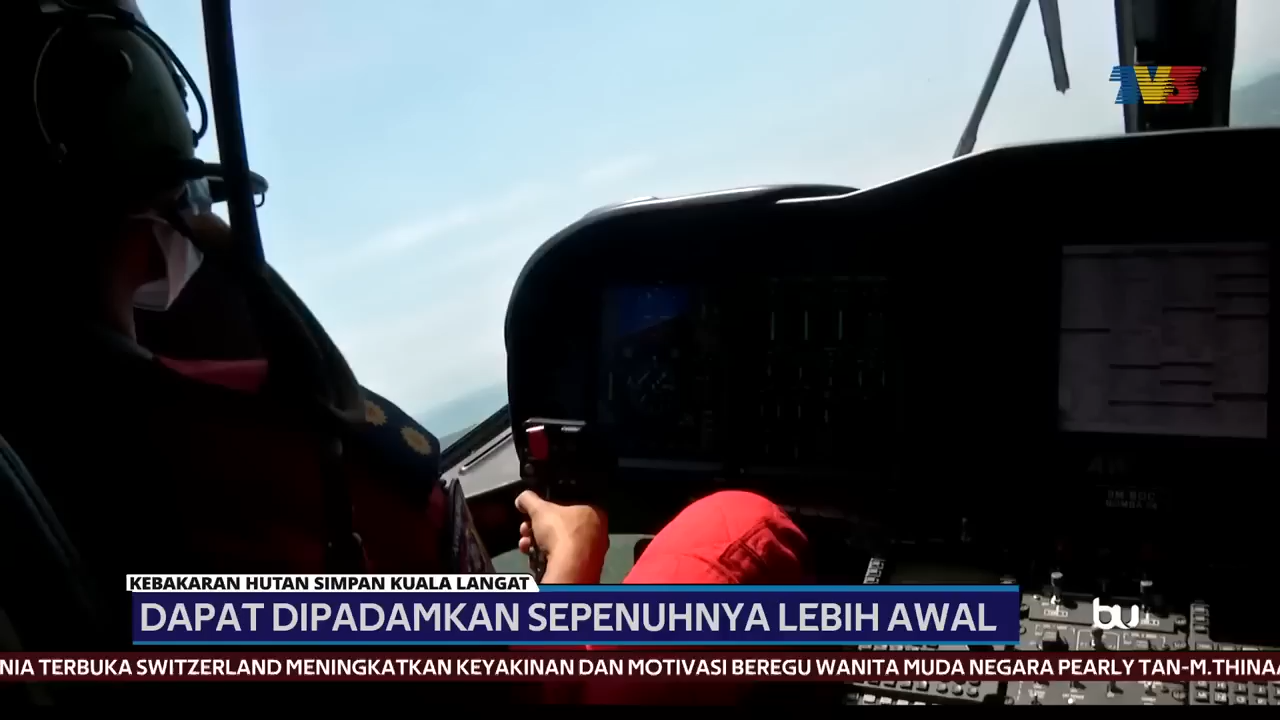 TV3
KEBAKARAN HUTAN SIMPAN KUALA LANGAT
DAPAT DIPADAMKAN SEPENUHNYA LEBIH AWAL
bu
NIA TERBUKA SWITZERLAND MENINGKATKAN KEYAKINAN DAN MOTIVASI BEREGU WANITA MUDA NEGARA PEARLY TAN-M.THINAA